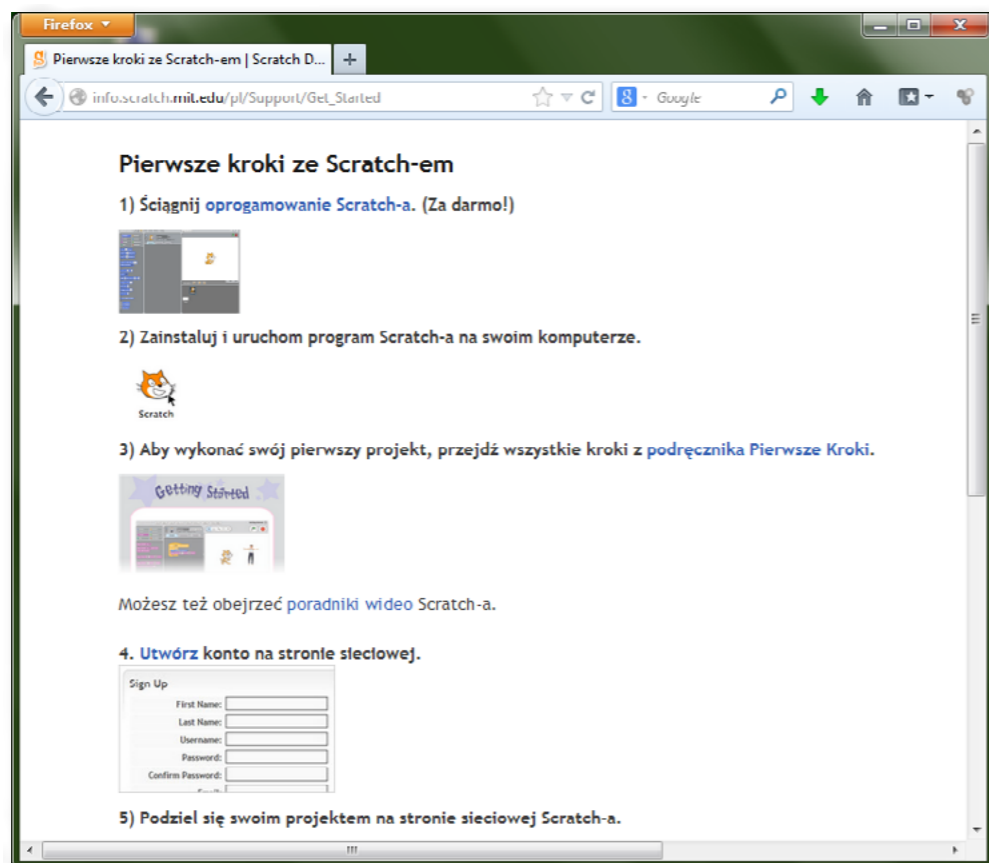 Firefox
Pierwsze kroki ze Scratch-em | Scratch D...
info.scratch.mit.edu/pl/Support/Get_Started
Google
Pierwsze kroki ze Scratch-em
1) Ściągnij oprogamowanie Scratch-a. (Za darmo!)
2) Zainstaluj i uruchom program Scratch-a na swoim komputerze.
Scratch
3) Aby wykonać swój pierwszy projekt, przejdź wszystkie kroki z podręcznika Pierwsze Kroki.
Getting Started
Możesz też obejrzeć poradniki wideo Scratch-a.
4. Utwórz konto na stronie sieciowej.
Sign Up
First Name:
Last Name:
Username:
Password:
Confirm Password:
5) Podziel się swoim projektem na stronie sieciowej Scratch-a.